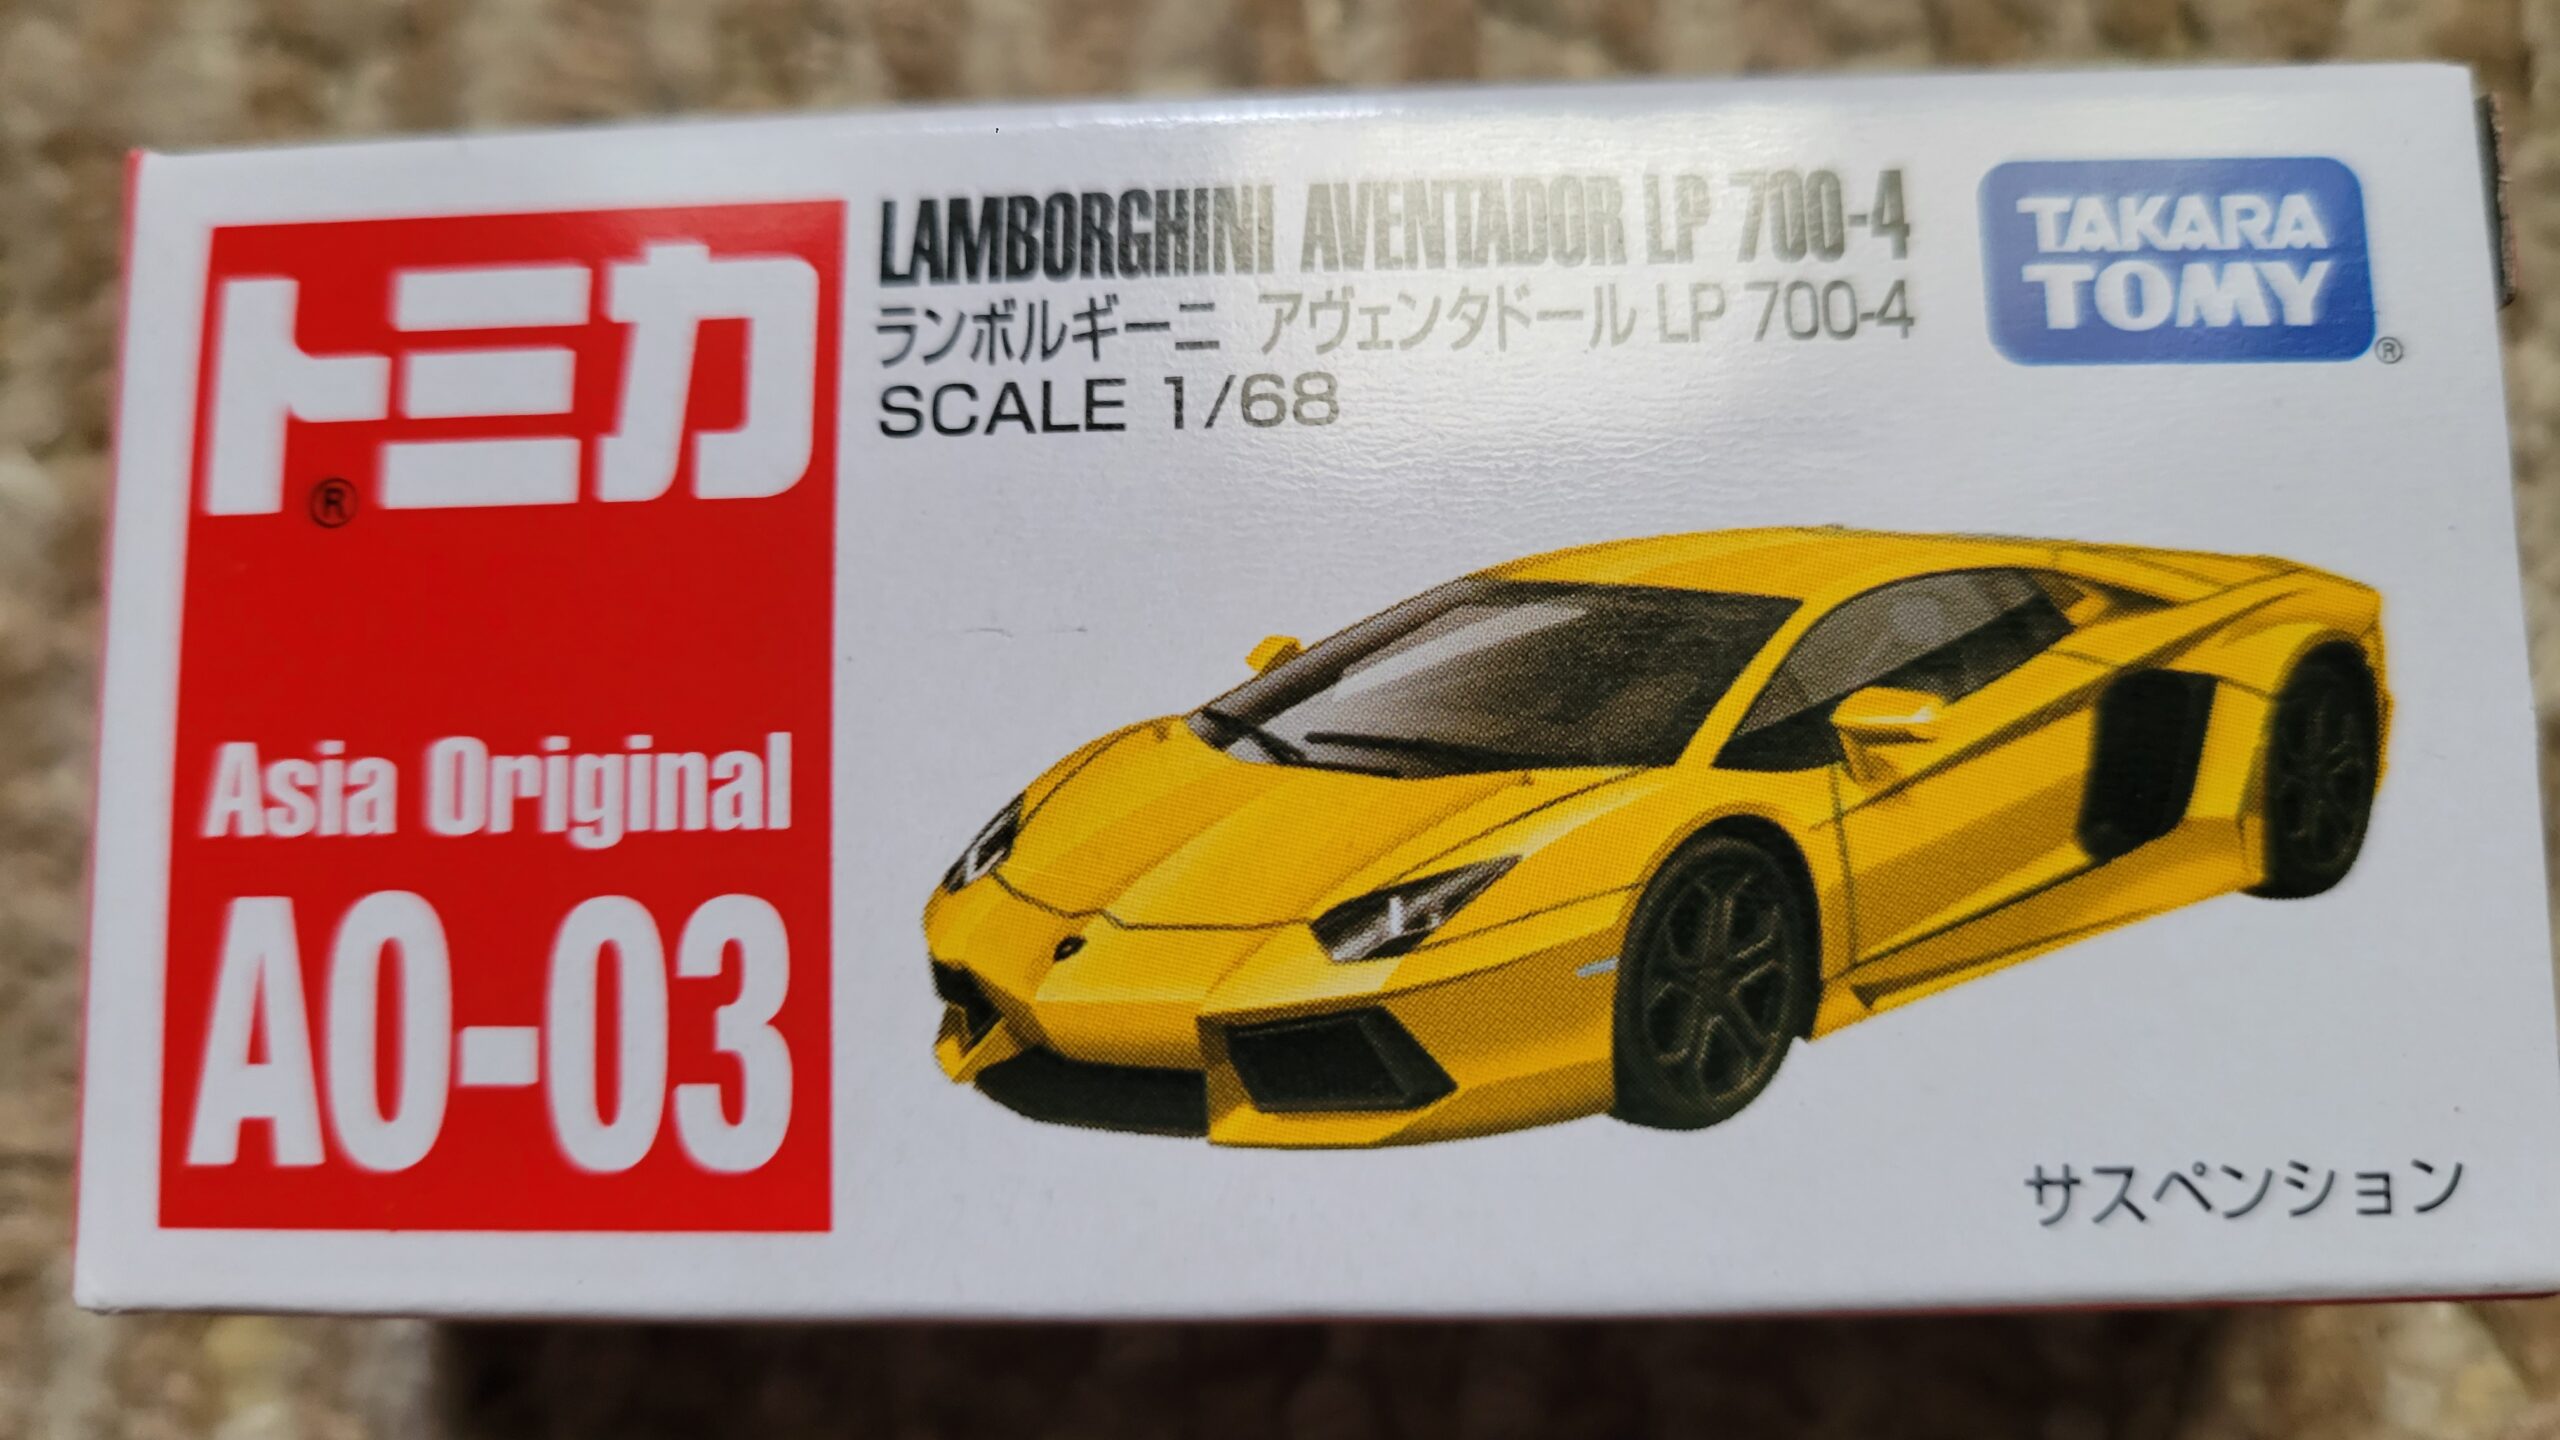 トミカ
®
Asia Original
AO-03
LAMBORGHINI AVENTADOR LP 700-4
ランボルギーニ アヴェンタドール LP 700-4
SCALE 1/68
TAKARA
TOMY
®
サスペンション